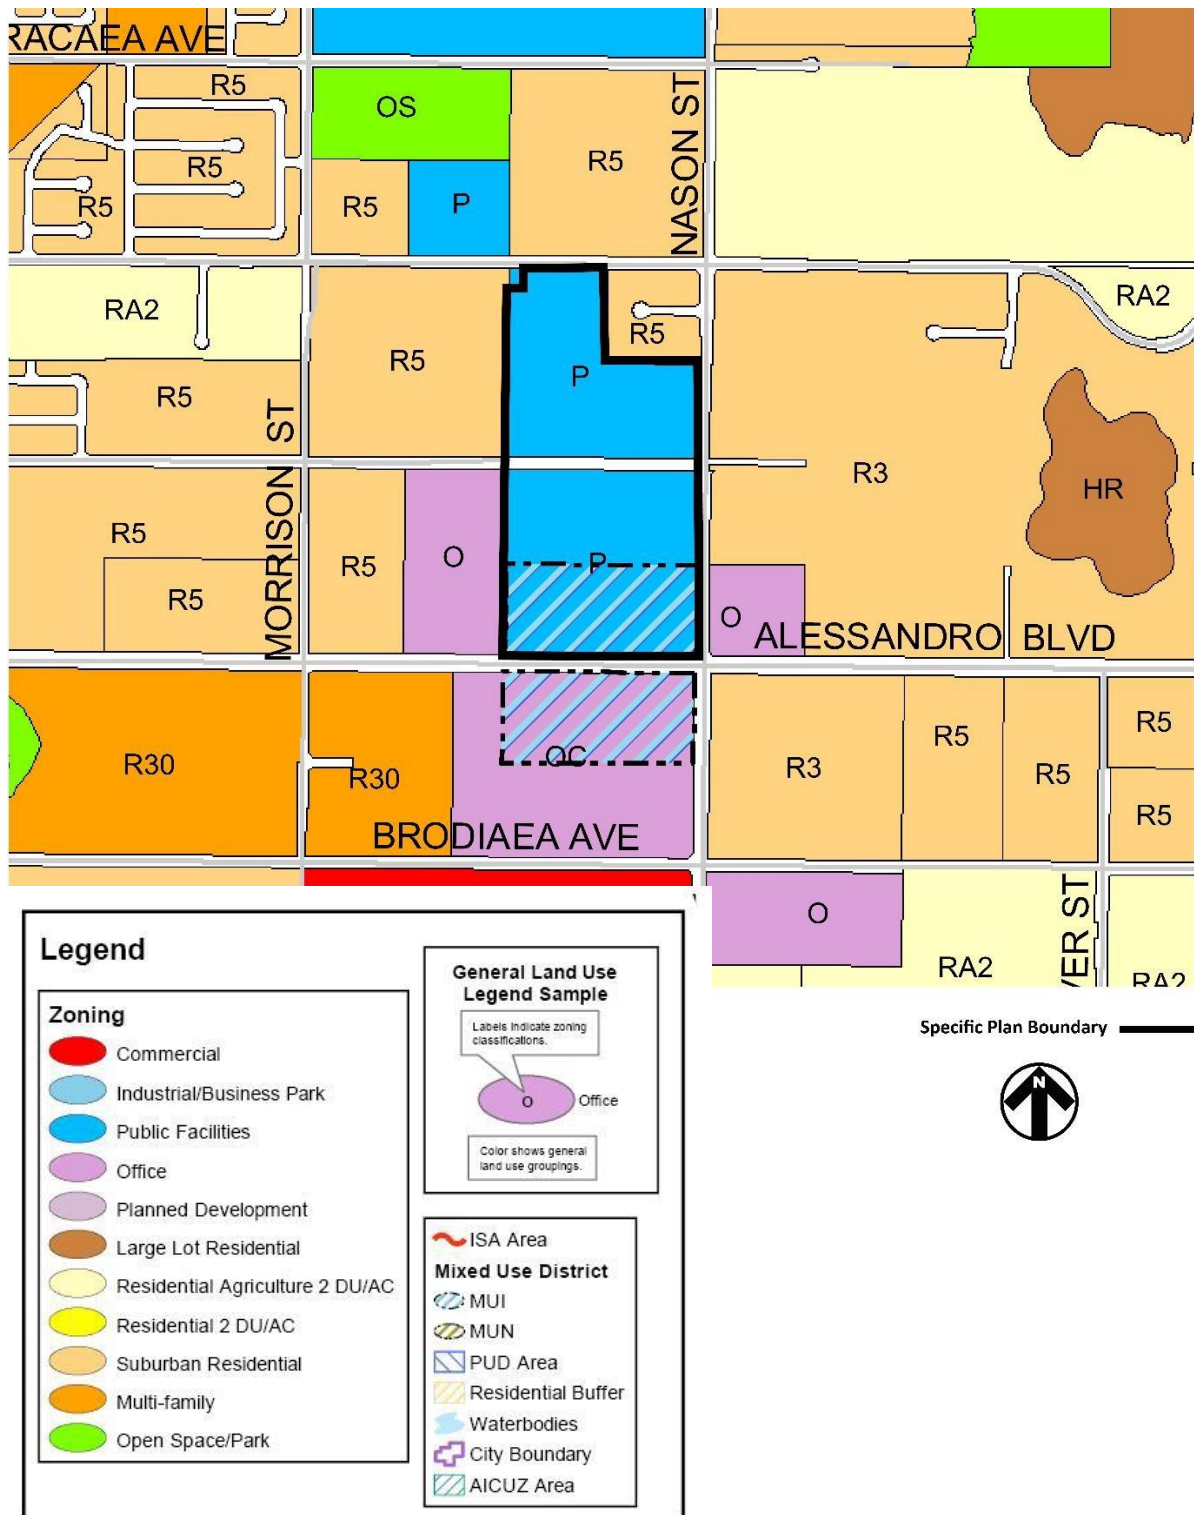 RACAEA AVE
R5
OS
NASON ST
R5
R5
R5
R5
P
RA2
RA2
R5
R5
P
R5
MORRISON ST
R3
HR
R5
R5
O
P
R5
O
ALESSANDRO BLVD
R30
R30
OC
R3
R5
R5
R5
R5
BRODIAEA AVE
O
RA2
VER ST
RA2
Legend
Zoning
Commercial
Industrial/Business Park
Public Facilities
Office
Planned Development
Large Lot Residential
Residential Agriculture 2 DU/AC
Residential 2 DU/AC
Suburban Residential
Multi-family
Open Space/Park
General Land Use
Legend Sample
Labels indicate zoning
classifications.
O
Office
Color shows general
land use groupings.
ISA Area
Mixed Use District
MUI
MUN
PUD Area
Residential Buffer
Waterbodies
City Boundary
AICUZ Area
Specific Plan Boundary
N